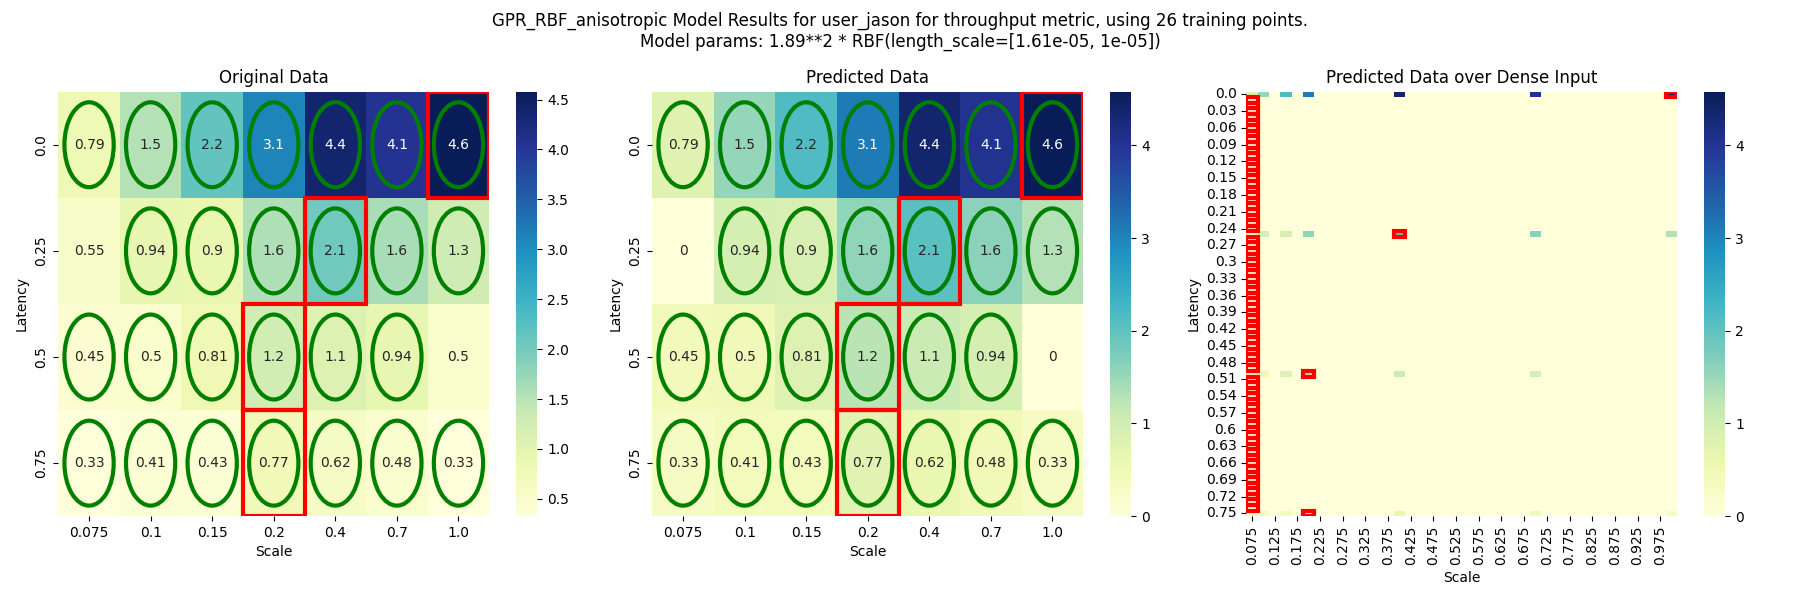 GPR_RBF_anisotropic Model Results for user_jason for throughput metric, using 26 training points.
Model params: 1.89**2 * RBF(length_scale=[1.61e-05, 1e-05])
Original Data
0.0
0.79 1.5 2.2 3.1 4.4 4.1 4.6
0.25
0.55 0.94 0.9 1.6 2.1 1.6 1.3
0.5
0.45 0.5 0.81 1.2 1.1 0.94 0.5
0.75
0.33 0.41 0.43 0.77 0.62 0.48 0.33
Latency
0.075 0.1 0.15 0.2 0.4 0.7 1.0
Scale
4.5
4.0
3.5
3.0
2.5
2.0
1.5
1.0
0.5
Predicted Data
0.0
0.79 1.5 2.2 3.1 4.4 4.1 4.6
0.25
0 0.94 0.9 1.6 2.1 1.6 1.3
0.5
0.45 0.5 0.81 1.2 1.1 0.94 0
0.75
0.33 0.41 0.43 0.77 0.62 0.48 0.33
Latency
0.075 0.1 0.15 0.2 0.4 0.7 1.0
Scale
4
3
2
1
0
Predicted Data over Dense Input
0.0
0.03
0.06
0.09
0.12
0.15
0.18
0.21
0.24
0.27
0.3
0.33
0.36
0.39
0.42
0.45
0.48
0.51
0.54
0.57
0.6
0.63
0.66
0.69
0.72
0.75
Latency
0.075 0.125 0.175 0.225 0.275 0.325 0.375 0.425 0.475 0.525 0.575 0.625 0.675 0.725 0.775 0.825 0.875 0.925 0.975
Scale
4
3
2
1
0